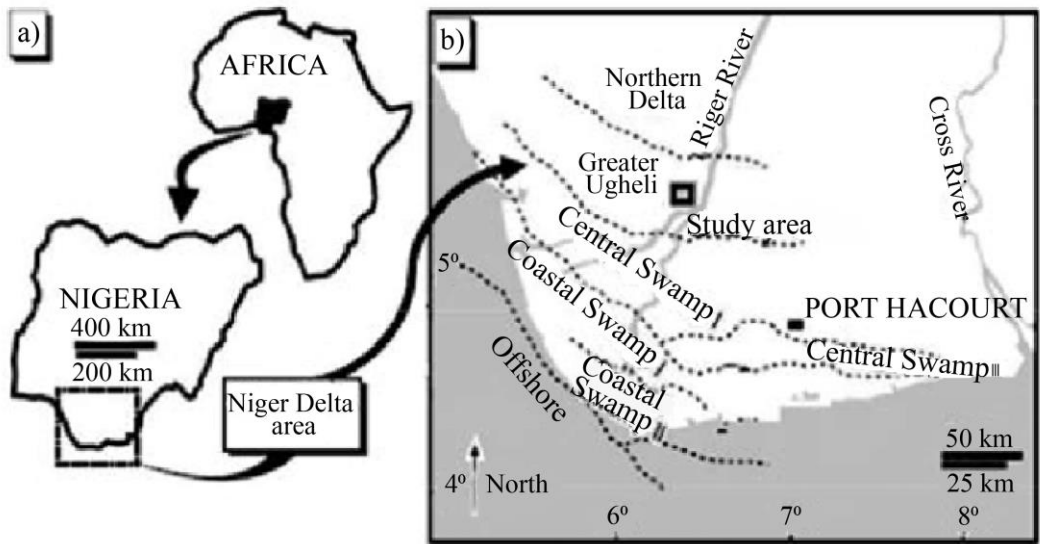 a)
AFRICA
NIGERIA
400 km
200 km
Niger Delta
area
b)
Northern
Delta
Riger River
Cross River
Greater
Ugheli
Study area
Central Swamp I
Coastal Swamp I
5º
PORT HACOURT
Central Swamp III
Offshore
Coastal
Swamp III
50 km
25 km
4º
North
6º
7º
8º